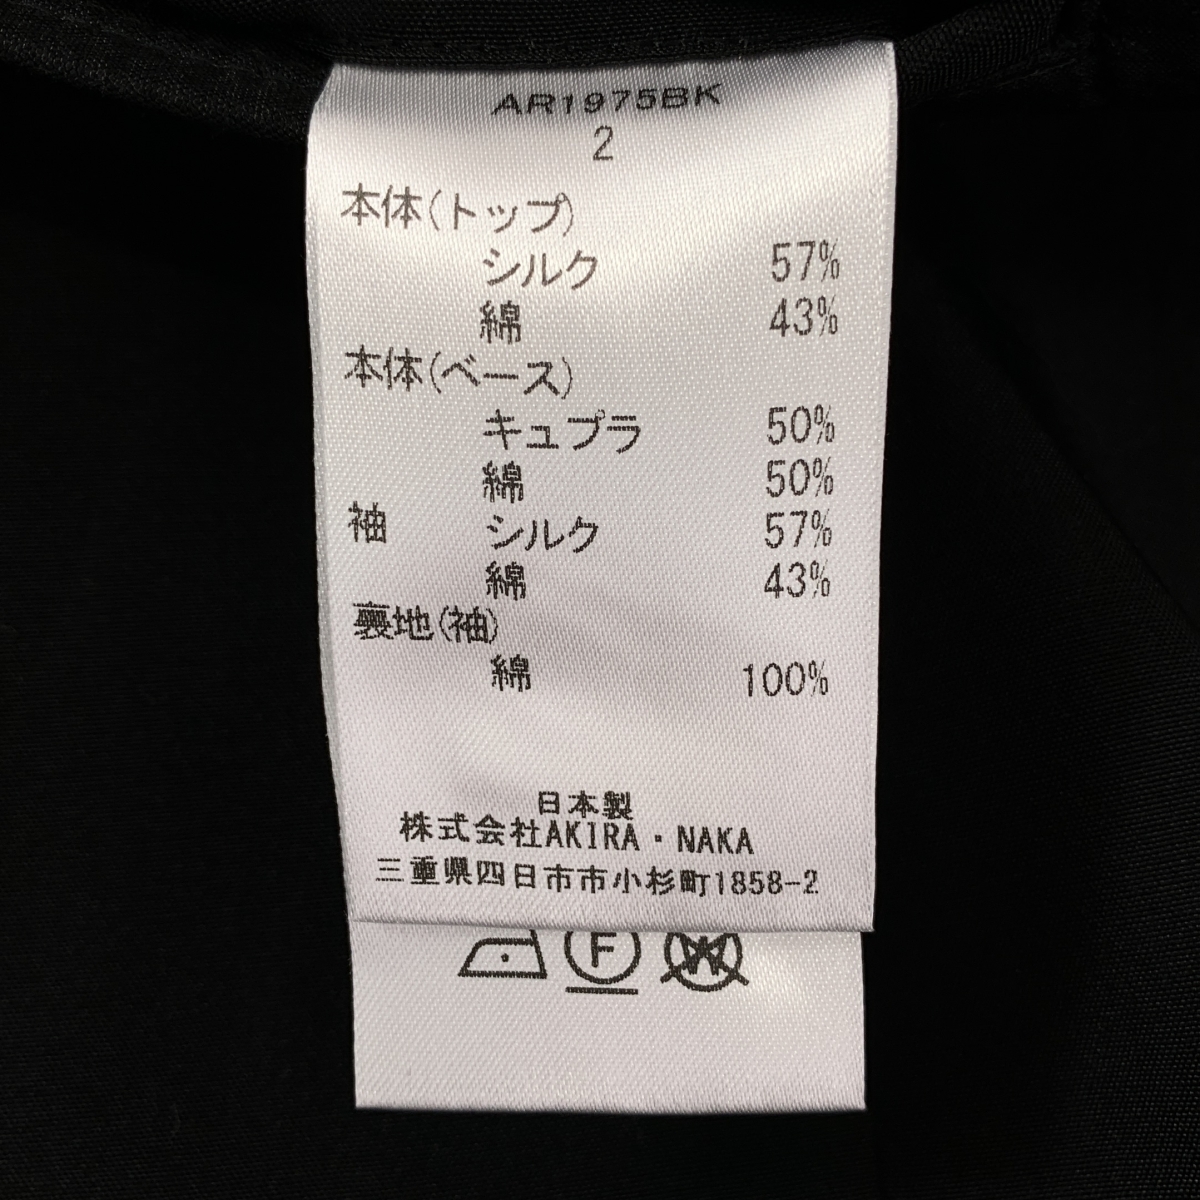 AR1975BK
2
本体(トップ)
シルク 57%
綿 43%
本体(ベース)
キュプラ 50%
綿 50%
袖 シルク 57%
綿 43%
裏地(袖)
綿 100%
日本製
株式会社AKIRA・NAKA
三重県四日市市小杉町1858-2
F W